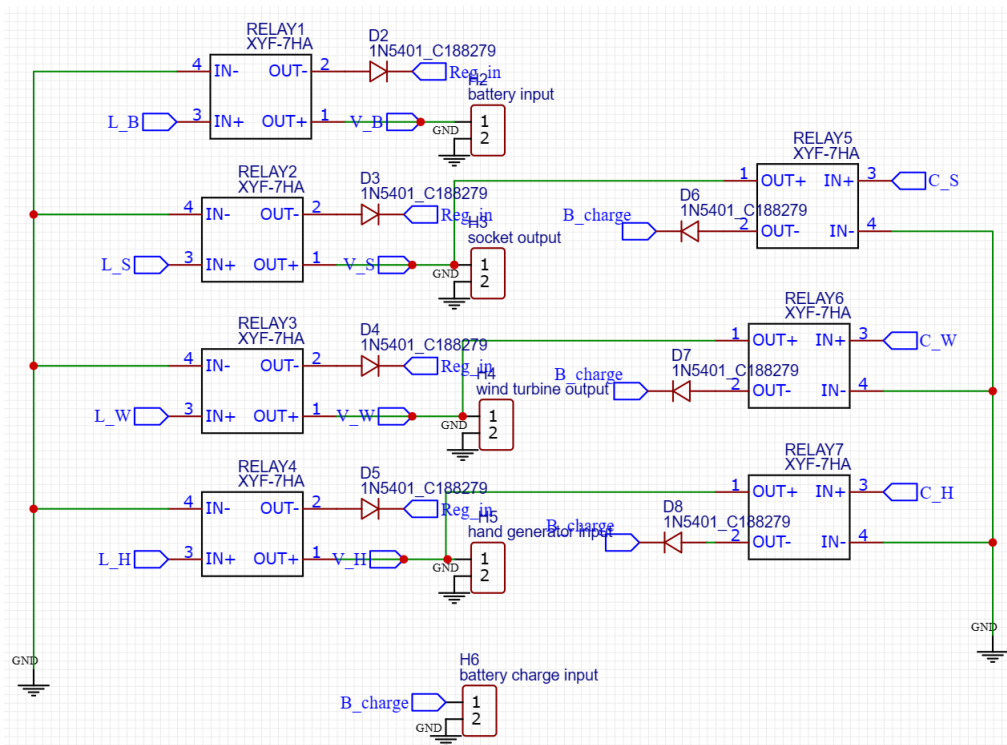 RELAY1
XYF-7HA
4 IN- OUT- 2
3 IN+ OUT+ 1
L_B
D2
1N5401_C188279
Reg_in
V_B
H2
battery input
1
2
GND
RELAY2
XYF-7HA
4 IN- OUT- 2
3 IN+ OUT+ 1
L_S
D3
1N5401_C188279
Reg_in
V_S
H3
socket output
1
2
GND
RELAY5
XYF-7HA
1 OUT+ IN+ 3
2 OUT- IN- 4
C_S
D6
1N5401_C188279
B_charge
RELAY3
XYF-7HA
4 IN- OUT- 2
3 IN+ OUT+ 1
L_W
D4
1N5401_C188279
Reg_in
V_W
H4
wind turbine output
1
2
GND
RELAY6
XYF-7HA
1 OUT+ IN+ 3
2 OUT- IN- 4
C_W
D7
1N5401_C188279
B_charge
RELAY4
XYF-7HA
4 IN- OUT- 2
3 IN+ OUT+ 1
L_H
D5
1N5401_C188279
Reg_in
V_H
H5
hand generator input
1
2
GND
RELAY7
XYF-7HA
1 OUT+ IN+ 3
2 OUT- IN- 4
C_H
D8
1N5401_C188279
B_charge
GND
GND
H6
battery charge input
B_charge
1
2
GND